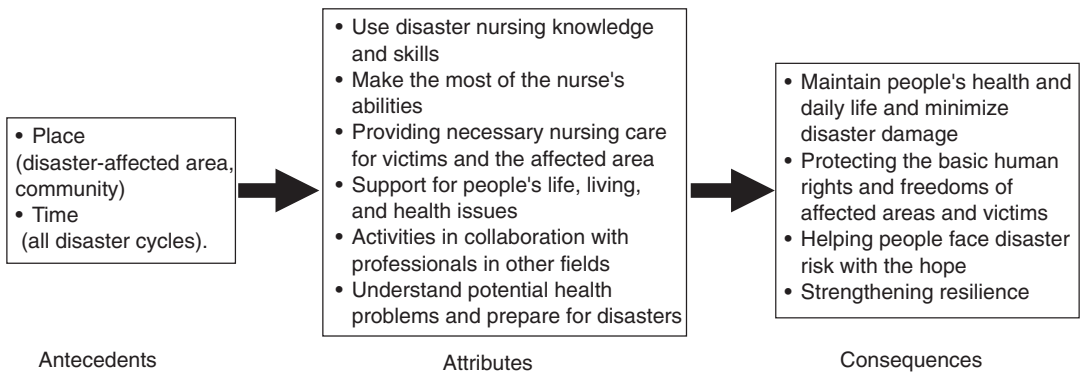 • Place
(disaster-affected area,
community)
• Time
(all disaster cycles).
• Use disaster nursing knowledge
and skills
• Make the most of the nurse's
abilities
• Providing necessary nursing care
for victims and the affected area
• Support for people's life, living,
and health issues
• Activities in collaboration with
professionals in other fields
• Understand potential health
problems and prepare for disasters
• Maintain people's health and
daily life and minimize
disaster damage
• Protecting the basic human
rights and freedoms of
affected areas and victims
• Helping people face disaster
risk with the hope
• Strengthening resilience
Antecedents
Attributes
Consequences